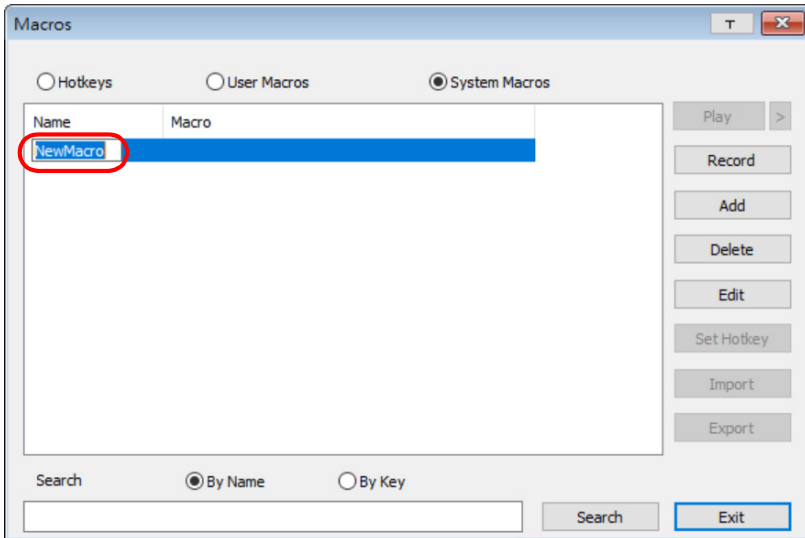 Macros
T
Hotkeys
User Macros
System Macros
Name
Macro
NewMacro
Play
>
Record
Add
Delete
Edit
Set Hotkey
Import
Export
Search
By Name
By Key
Search
Exit